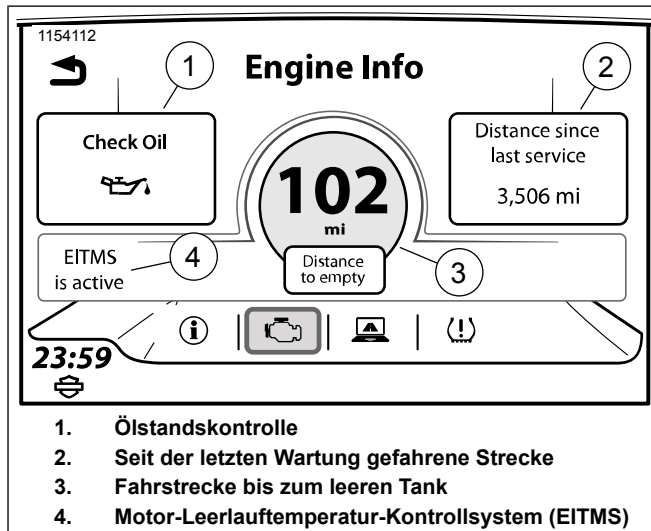 1154112
Engine Info
1
2
Check Oil
Distance since
last service
3,506 mi
102
mi
Distance
to empty
3
EITMS
is active
4
23:59
1. Ölstandskontrolle
2. Seit der letzten Wartung gefahrene Strecke
3. Fahrstrecke bis zum leeren Tank
4. Motor-Leerlauftemperatur-Kontrollsystem (EITMS)